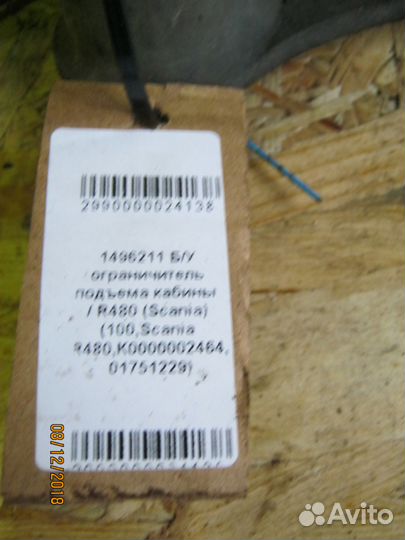 2990000024138
1496211 Б/У
ограничитель
подъема кабины
/ R480 (Scania)
(100,Scania
R480,K0000002464,
01751229)
08/12/2018
Avito